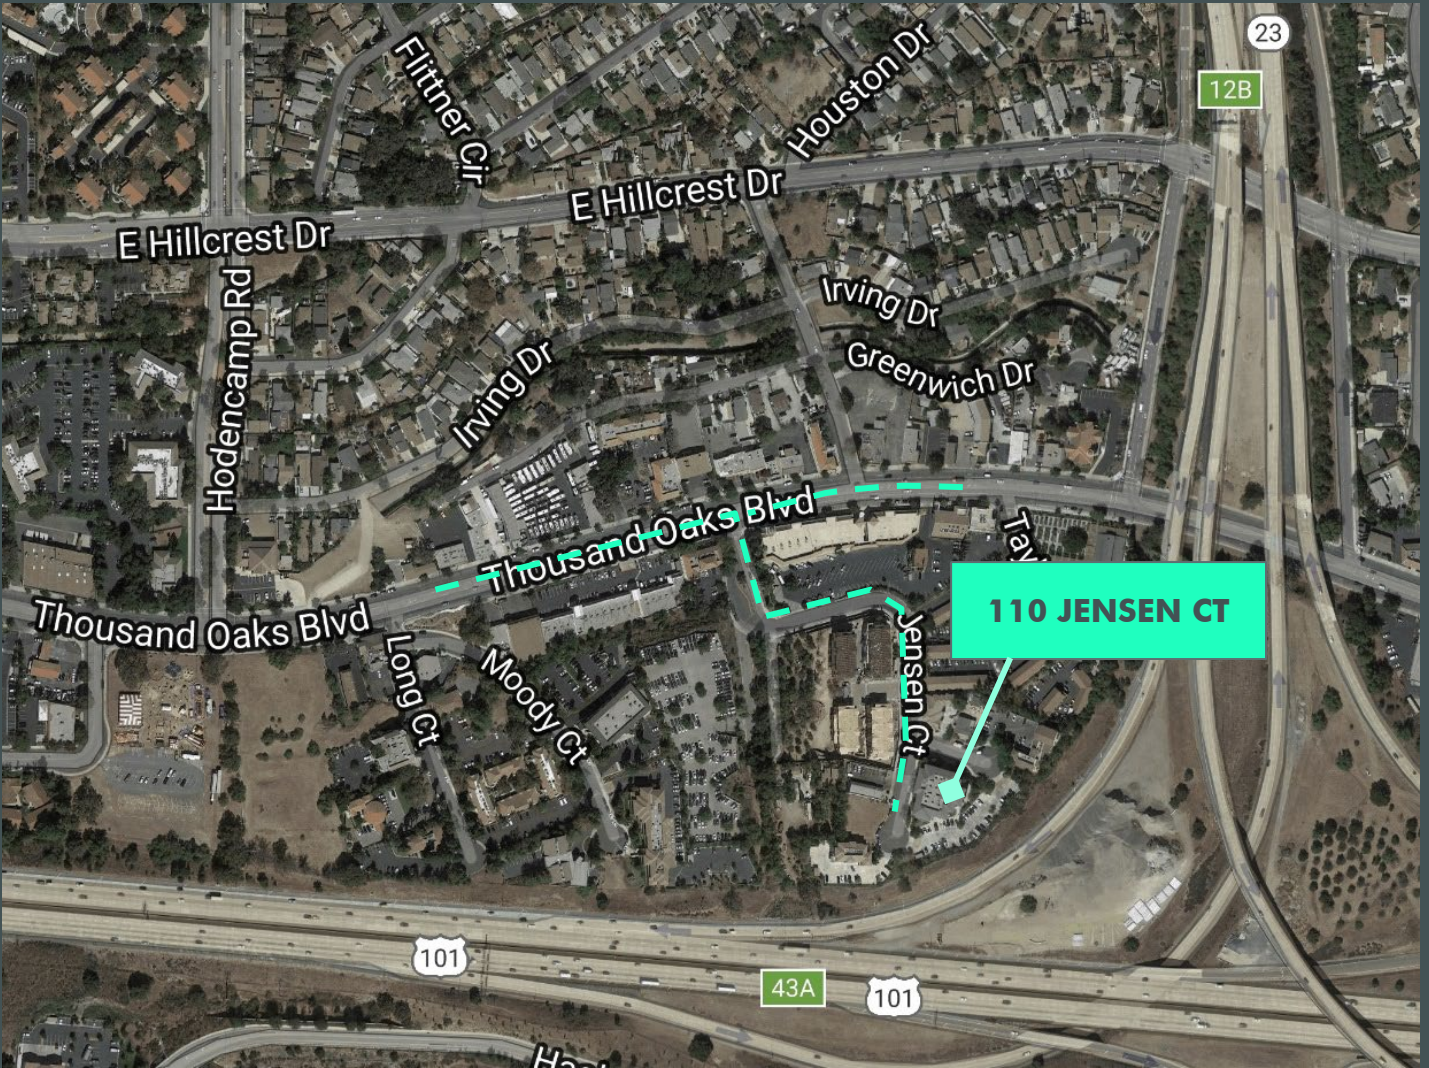 23
12B
Flittner Cir
Houston Dr
E Hillcrest Dr
E Hillcrest Dr
Hodencamp Rd
Irving Dr
Irving Dr
Greenwich Dr
Thousand Oaks Blvd
Thousand Oaks Blvd
110 JENSEN CT
Jensen Ct
Long Ct
Moody Ct
101
43A
101